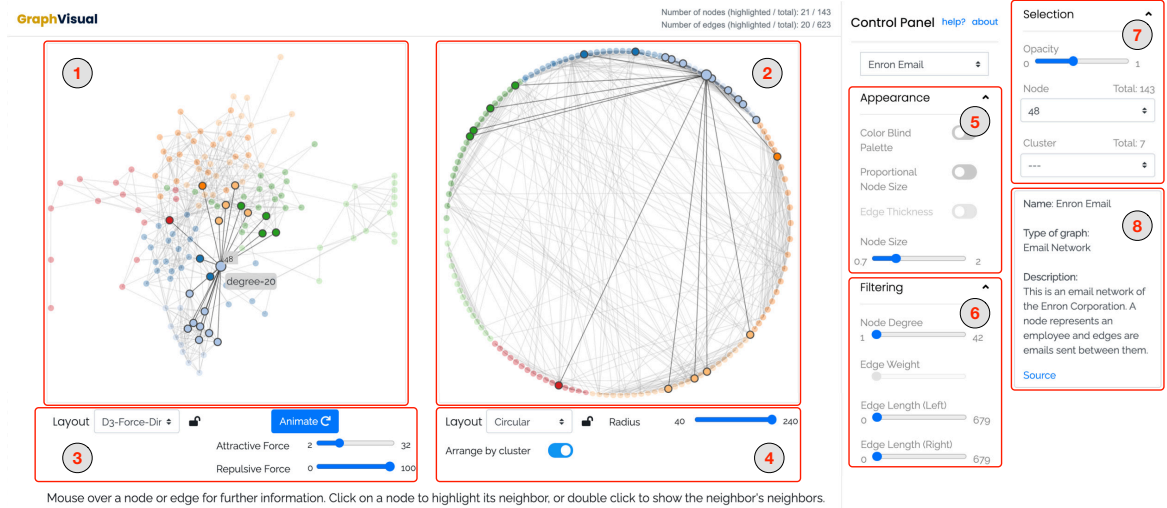 GraphVisual
Number of nodes (highlighted / total): 21 / 143
Number of edges (highlighted / total): 20 / 623
1
48
degree=20
2
Layout D3-Force-Dir
Animate
Attractive Force 2 32
Repulsive Force 0 100
3
Layout Circular Radius 40 240
Arrange by cluster
4
Mouse over a node or edge for further information. Click on a node to highlight its neighbor, or double click to show the neighbor's neighbors.
Control Panel help? about
Enron Email
Appearance
5
Color Blind
Palette
Proportional
Node Size
Edge Thickness
Node Size
0.7 2
Filtering
6
Node Degree
1 42
Edge Weight
Edge Length (Left)
0 679
Edge Length (Right)
0 679
Selection
7
Opacity
0 1
Node Total: 143
48
Cluster Total: 7
---
Name: Enron Email
8
Type of graph:
Email Network
Description:
This is an email network of
the Enron Corporation. A
node represents an
employee and edges are
emails sent between them.
Source